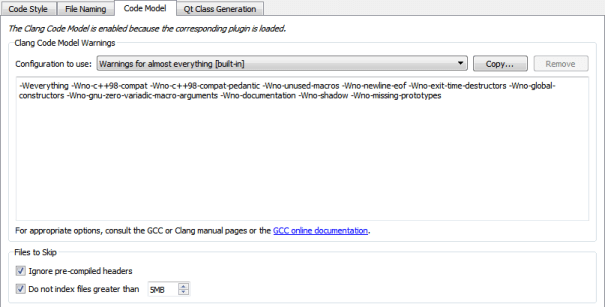 Code Style File Naming Code Model Qt Class Generation
The Clang Code Model is enabled because the corresponding plugin is loaded.
Clang Code Model Warnings
Configuration to use: Warnings for almost everything [built-in] Copy... Remove
-Weverything -Wno-c++98-compat -Wno-c++98-compat-pedantic -Wno-unused-macros -Wno-newline-eof -Wno-exit-time-destructors -Wno-global-
constructors -Wno-gnu-zero-variadic-macro-arguments -Wno-documentation -Wno-shadow -Wno-missing-prototypes
For appropriate options, consult the GCC or Clang manual pages or the GCC online documentation.
Files to Skip
Ignore pre-compiled headers
Do not index files greater than 5MB